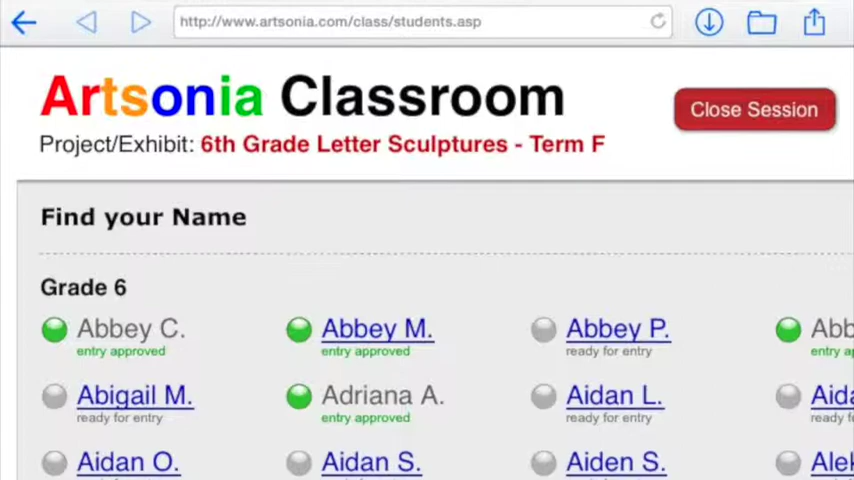 http://www.artsonia.com/class/students.asp
Artsonia Classroom
Close Session
Project/Exhibit: 6th Grade Letter Sculptures - Term F
Find your Name
Grade 6
Abbey C. Abbey M. Abbey P.
entry approved entry approved ready for entry entry
Abigail M. Adriana A. Aidan L.
ready for entry entry approved ready for entry ready
Aidan O. Aidan S. Aiden S.